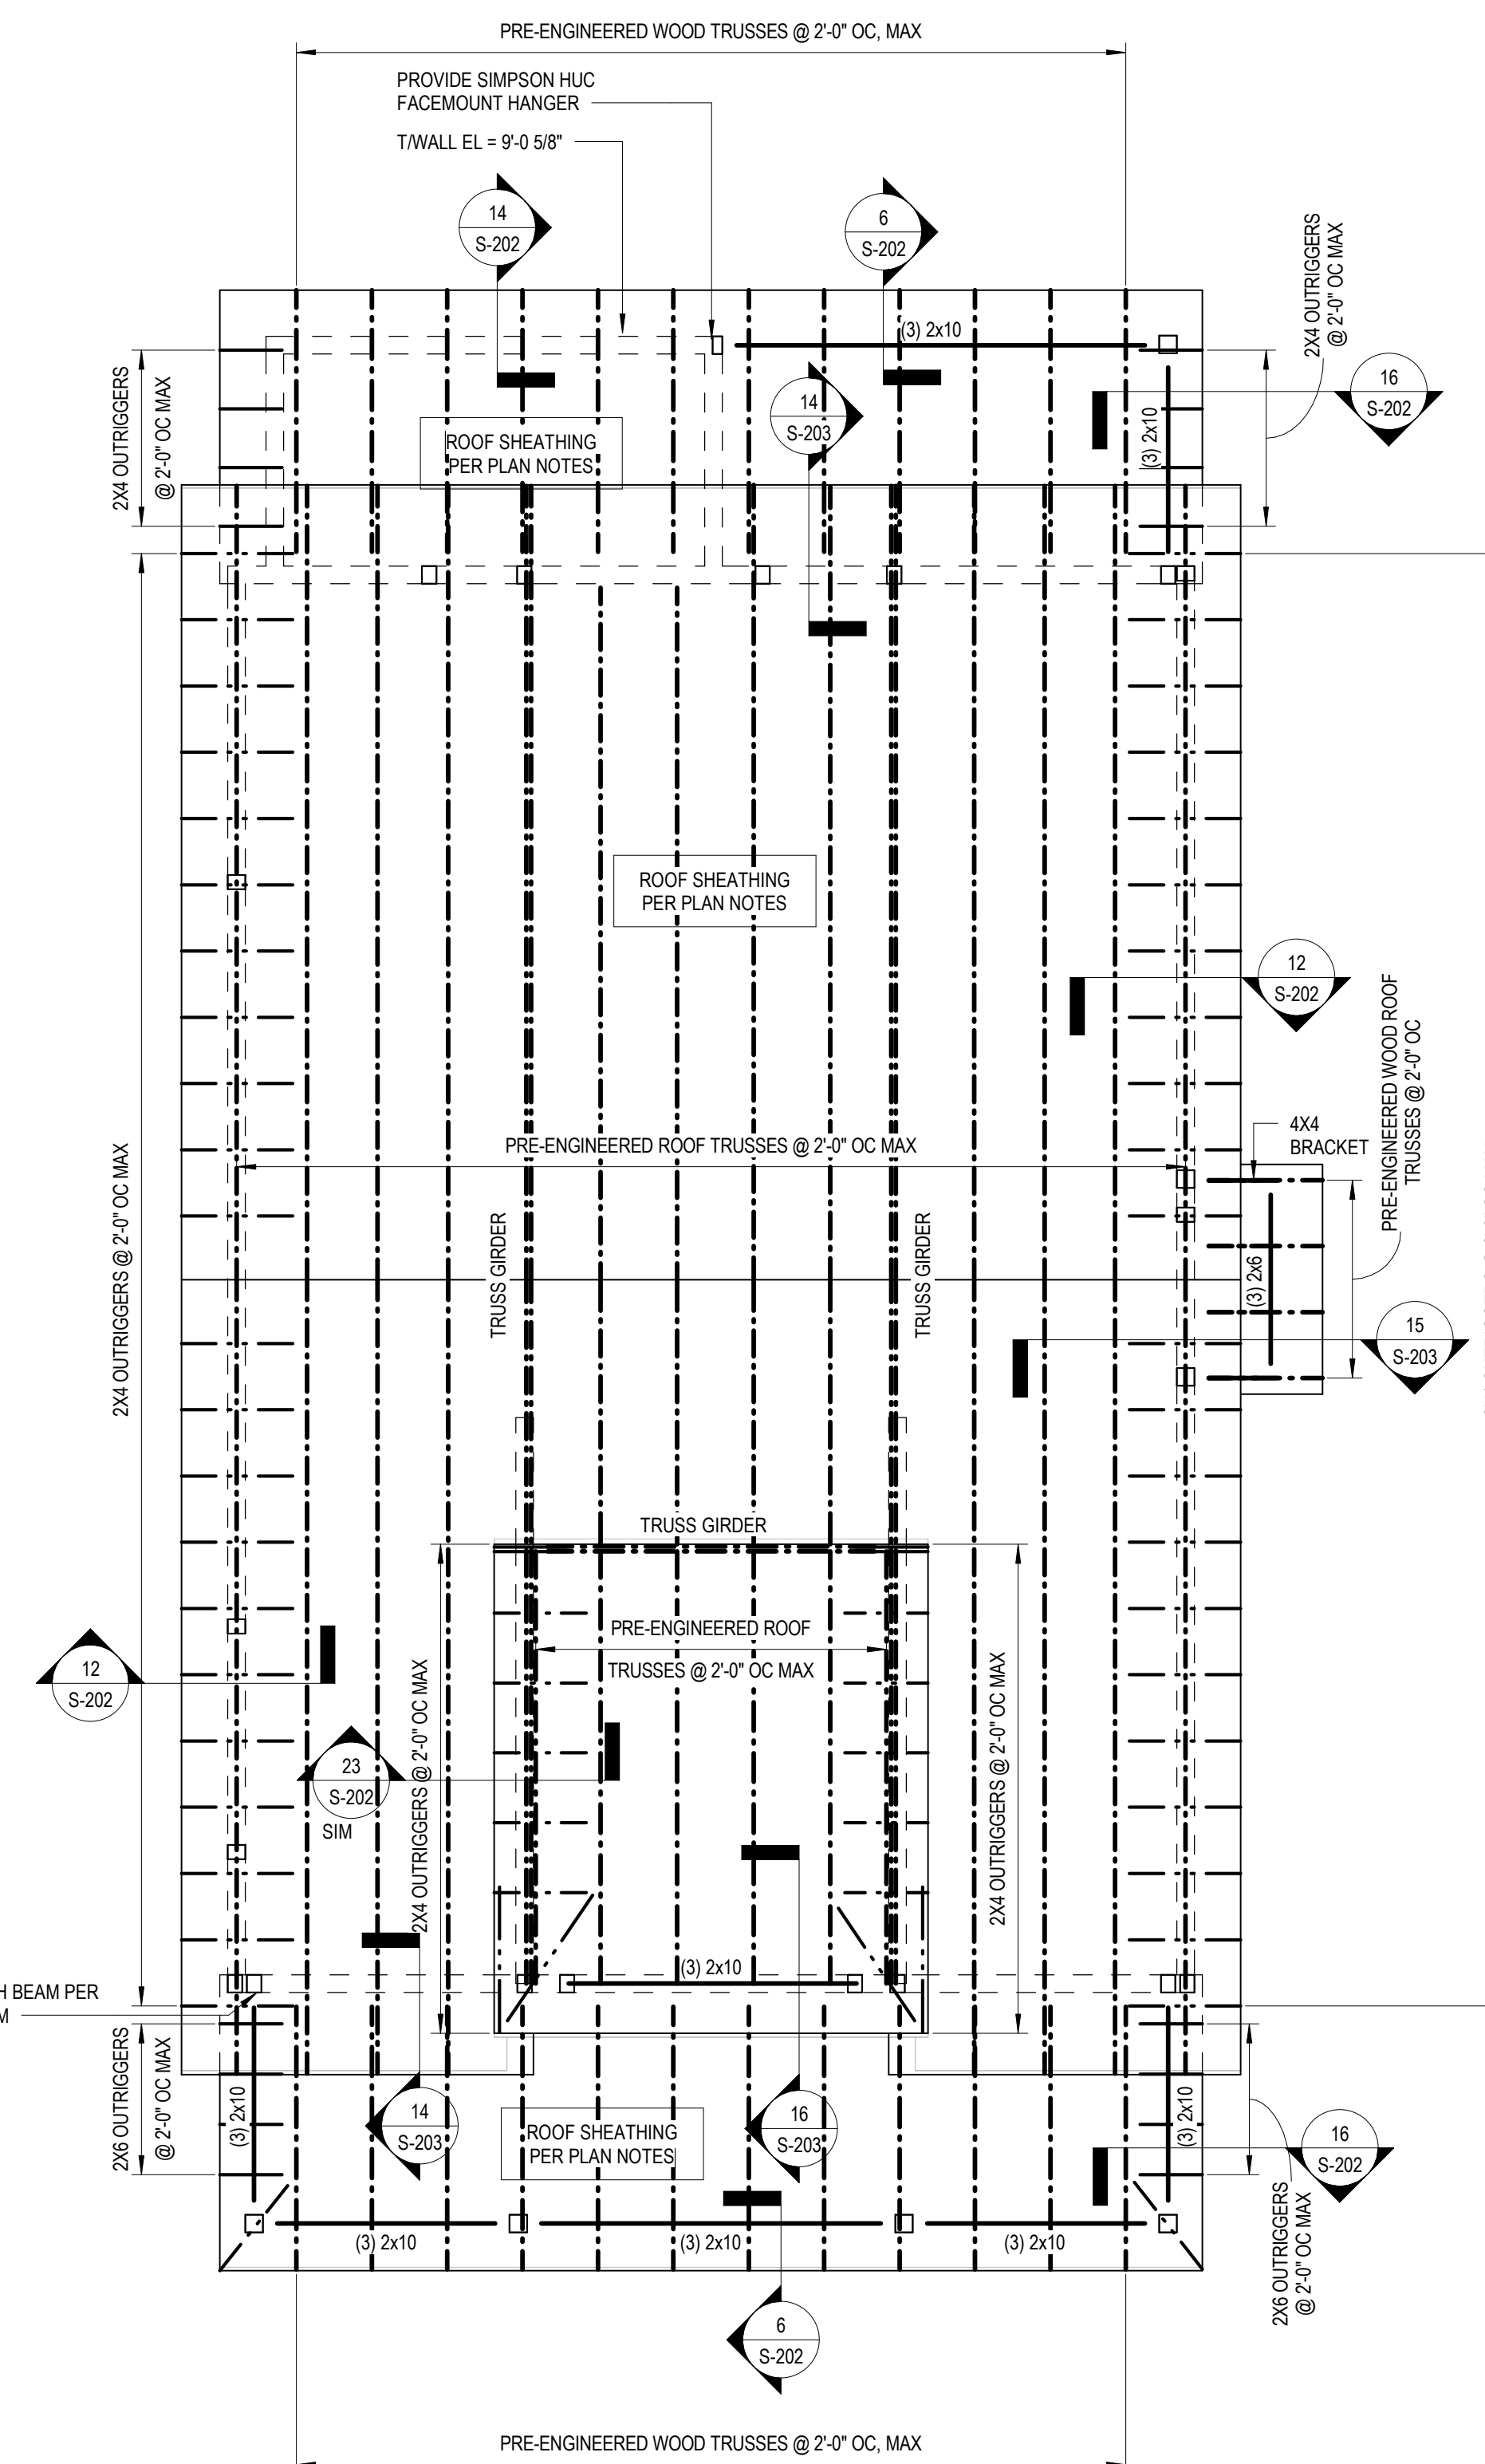 PRE-ENGINEERED WOOD TRUSSES @ 2'-0" OC, MAX
PROVIDE SIMPSON HUC
FACEMOUNT HANGER
T/WALL EL = 9'-0 5/8"
14
S-202
6
S-202
2X4 OUTRIGGERS
@ 2'-0" OC MAX
(3) 2x10
16
S-202
2X4 OUTRIGGERS
@ 2'-0" OC MAX
14
S-203
(3) 2x10
ROOF SHEATHING
PER PLAN NOTES
ROOF SHEATHING
PER PLAN NOTES
12
S-202
PRE-ENGINEERED WOOD ROOF
TRUSSES @ 2'-0" OC
4X4
BRACKET
PRE-ENGINEERED ROOF TRUSSES @ 2'-0" OC MAX
2X4 OUTRIGGERS @ 2'-0" OC MAX
TRUSS GIRDER
TRUSS GIRDER
(3) 2x6
15
S-203
TRUSS GIRDER
PRE-ENGINEERED ROOF
TRUSSES @ 2'-0" OC MAX
12
S-202
2X4 OUTRIGGERS @ 2'-0" OC MAX
2X4 OUTRIGGERS @ 2'-0" OC MAX
23
S-202
SIM
(3) 2x10
H BEAM PER
M
2X6 OUTRIGGERS
@ 2'-0" OC MAX
(3) 2x10
14
S-203
ROOF SHEATHING
PER PLAN NOTES
16
S-203
(3) 2x10
16
S-202
2X6 OUTRIGGERS
@ 2'-0" OC MAX
(3) 2x10
(3) 2x10
(3) 2x10
6
S-202
PRE-ENGINEERED WOOD TRUSSES @ 2'-0" OC, MAX